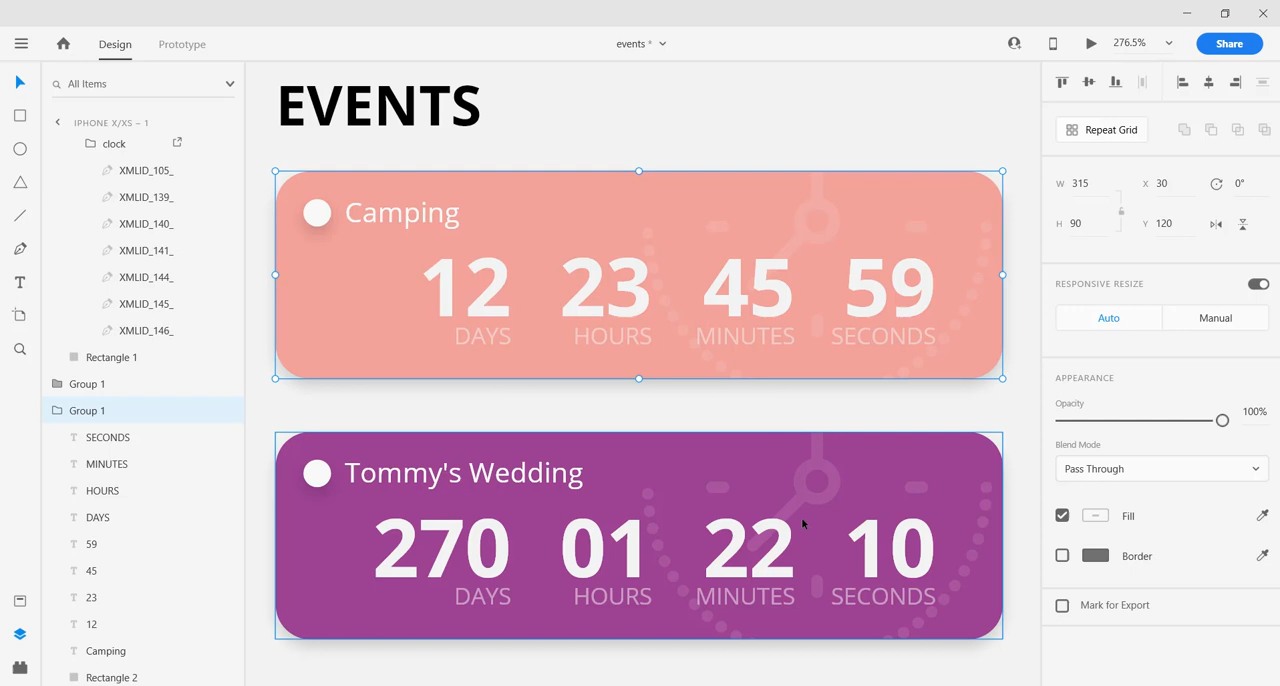 Design Prototype events * 276.5% Share
All Items
IPHONE X/XS – 1
clock
XMLID_105_
XMLID_139_
XMLID_140_
XMLID_141_
XMLID_144_
XMLID_145_
XMLID_146_
Rectangle 1
Group 1
Group 1
SECONDS
MINUTES
HOURS
DAYS
59
45
23
12
Camping
Rectangle 2
EVENTS
Camping
12 23 45 59
DAYS HOURS MINUTES SECONDS
Tommy's Wedding
270 01 22 10
DAYS HOURS MINUTES SECONDS
Repeat Grid
W 315 X 30 0°
H 90 Y 120
RESPONSIVE RESIZE
Auto Manual
APPEARANCE
Opacity
100%
Blend Mode
Pass Through
Fill
Border
Mark for Export